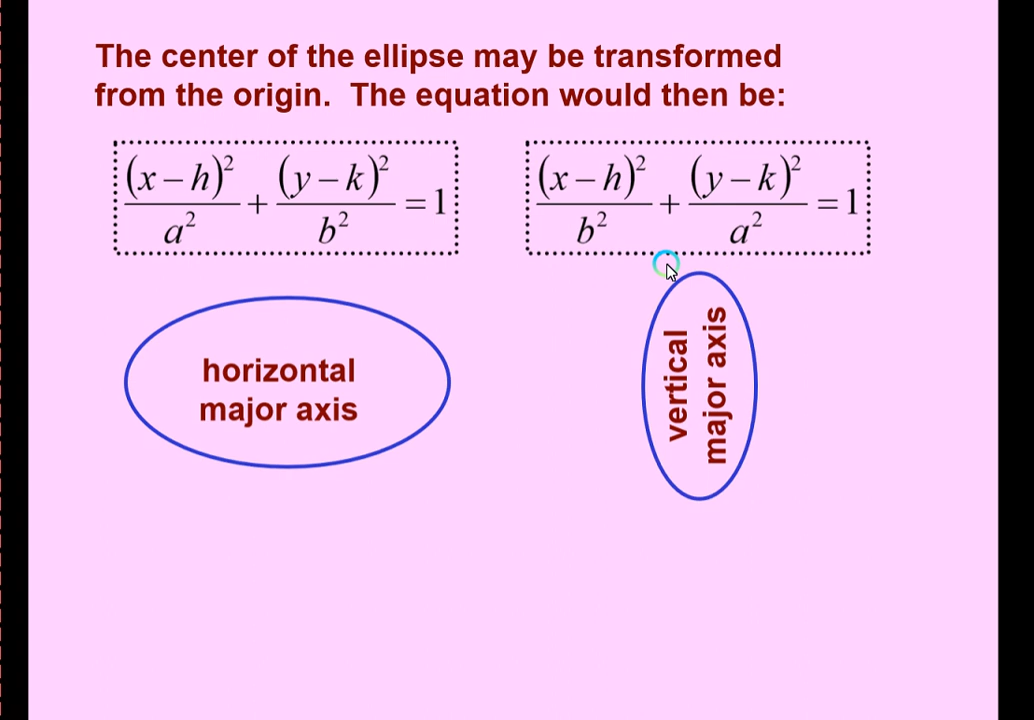 The center of the ellipse may be transformed
from the origin.  The equation would then be:
(x – h)²/a² + (y – k)²/b² = 1
(x – h)²/b² + (y – k)²/a² = 1
horizontal
major axis
vertical
major axis